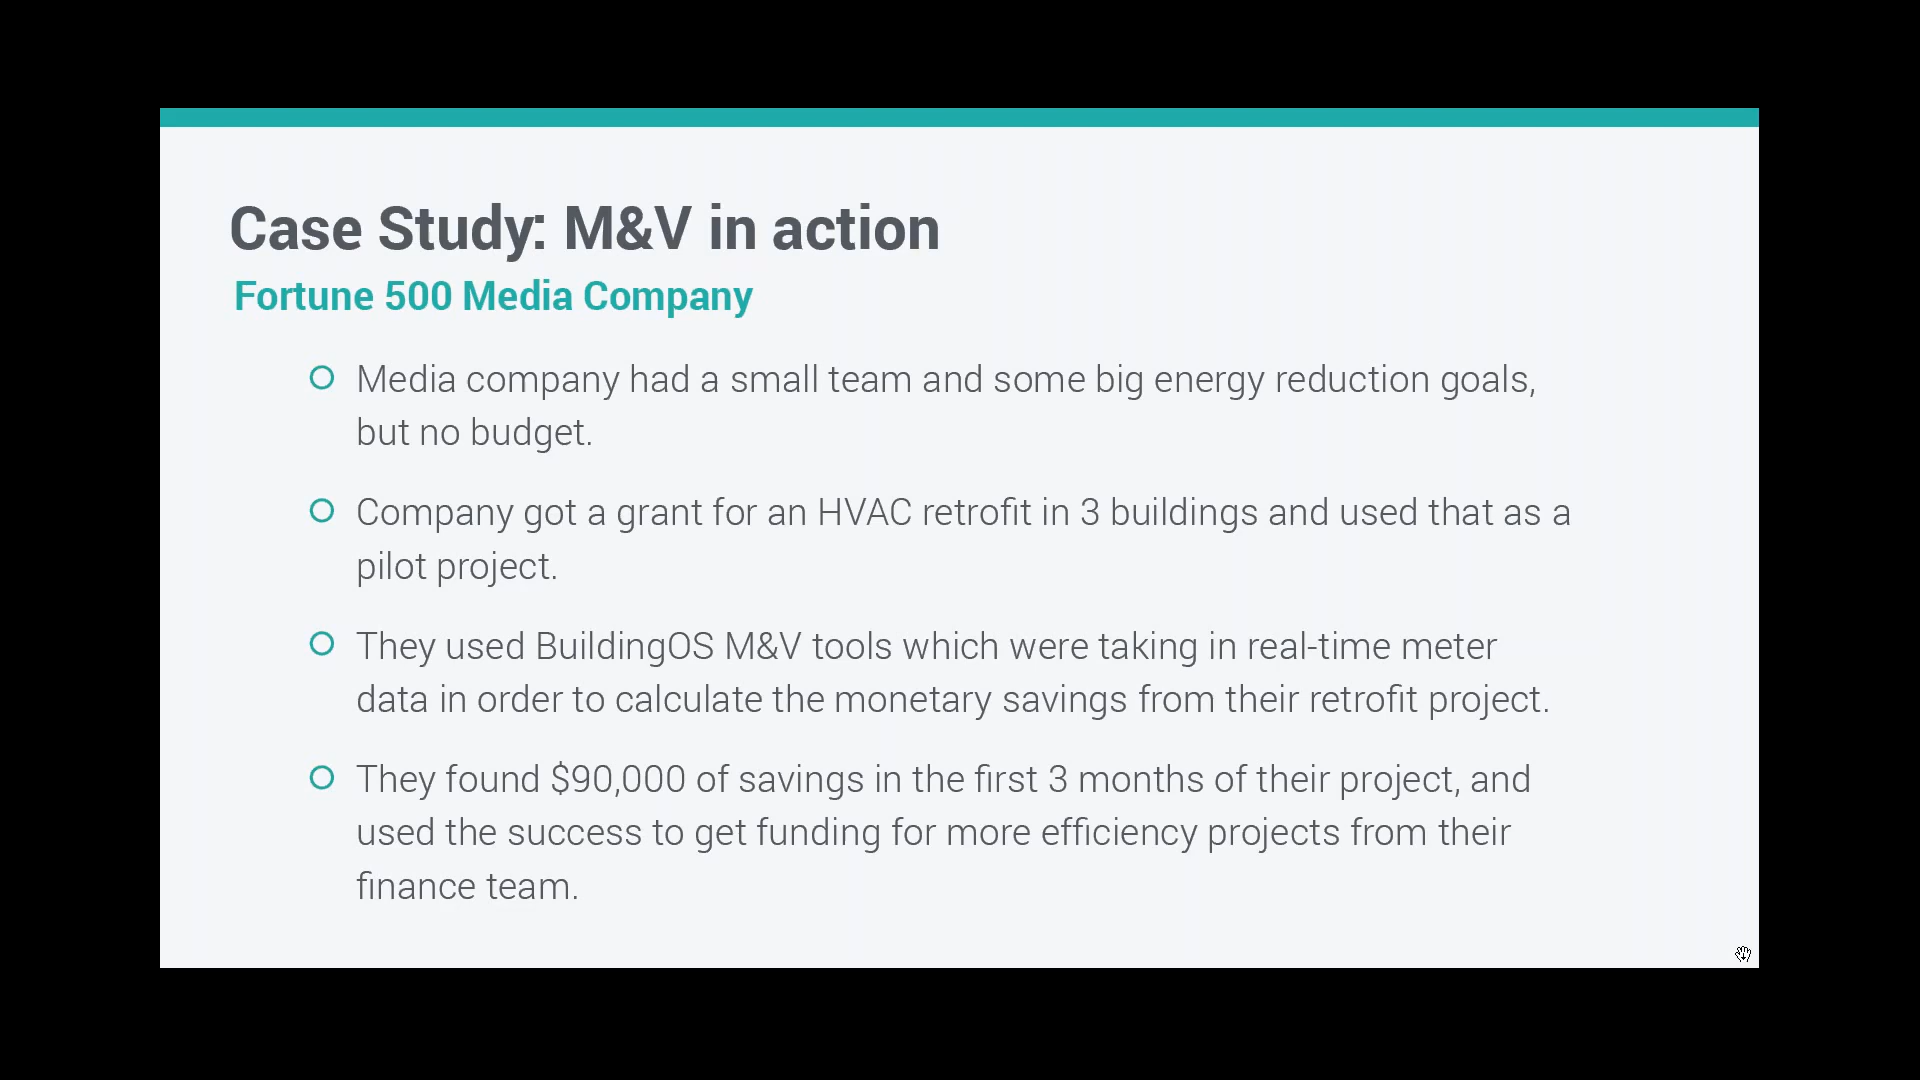 Case Study: M&V in action
Fortune 500 Media Company
Media company had a small team and some big energy reduction goals,
but no budget.
Company got a grant for an HVAC retrofit in 3 buildings and used that as a
pilot project.
They used BuildingOS M&V tools which were taking in real-time meter
data in order to calculate the monetary savings from their retrofit project.
They found $90,000 of savings in the first 3 months of their project, and
used the success to get funding for more efficiency projects from their
finance team.